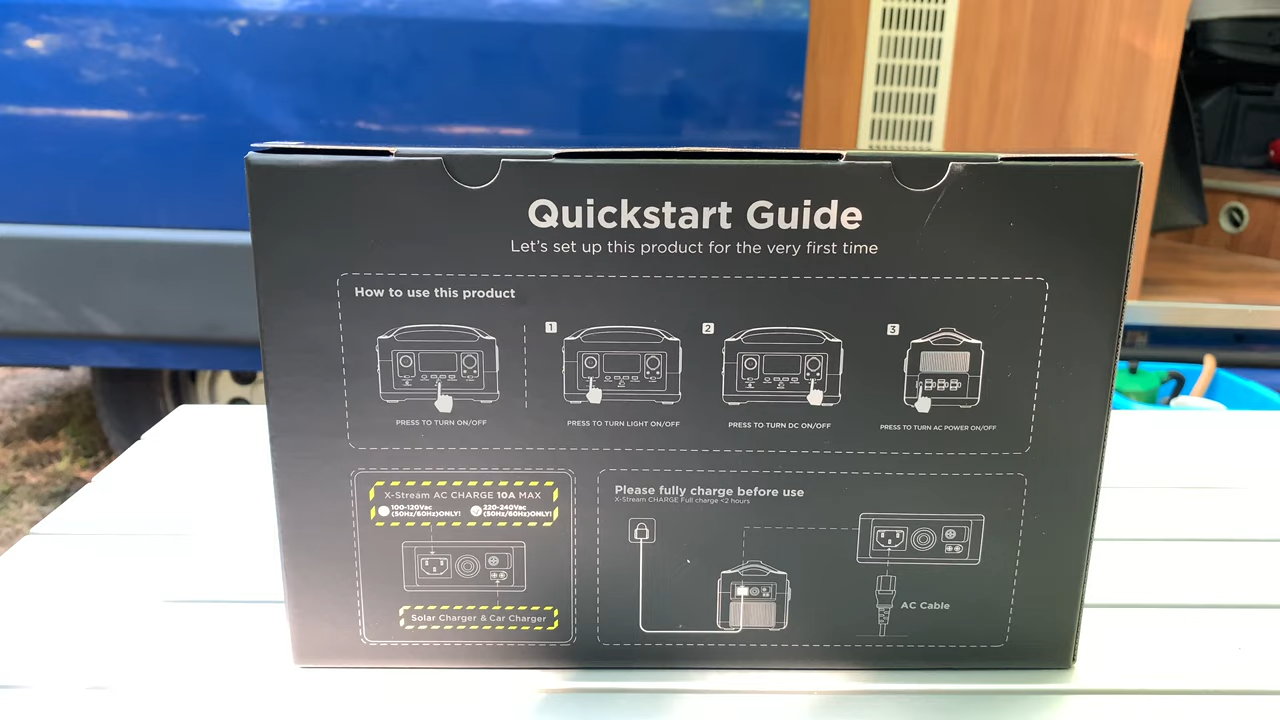 Quickstart Guide
Let's set up this product for the very first time
How to use this product
1
2
3
PRESS TO TURN ON/OFF
PRESS TO TURN LIGHT ON/OFF
PRESS TO TURN DC ON/OFF
PRESS TO TURN AC POWER ON/OFF
X-Stream AC CHARGE 10A MAX
100-120Vac
(50Hz/60Hz)ONLY!
220-240Vac
(50Hz/60Hz)ONLY!
Solar Charger & Car Charger
Please fully charge before use
X-Stream CHARGE Full charge <2 hours
AC Cable